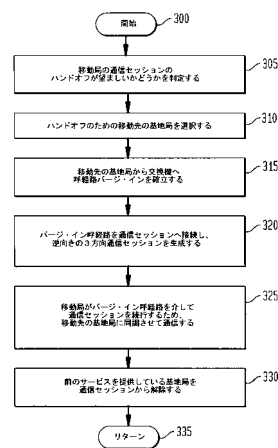 開始
300
移動局の通信セッションの
ハンドオフが望ましいかどうかを判定する
305
ハンドオフのための移動先の基地局を選択する
310
移動先の基地局から交換機へ
呼経路バージ・インを確立する
315
バージ・イン呼経路を通信セッションへ接続し、
逆向きの3方向通信セッションを生成する
320
移動局がバージ・イン呼経路を介して
通信セッションを続行するため、
移動先の基地局に同調させて通信する
325
前のサービスを提供している基地局を
通信セッションから解除する
330
リターン
335